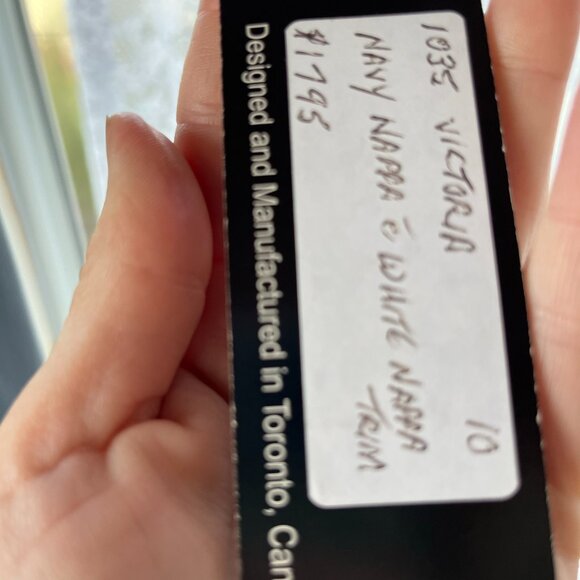 1035 VICTORIA 10
NAVY NAPPA c̄ WHITE NAPPA
TRIM
$1795
Designed and Manufactured in Toronto, Can